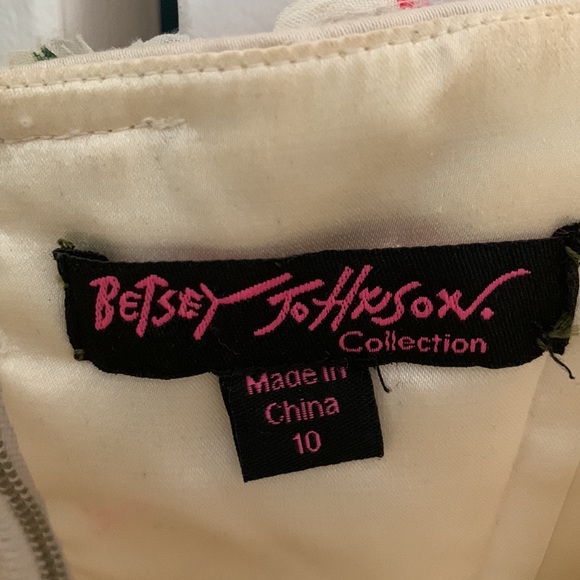 BETSEY JOHNSON.
Collection
Made in
China
10